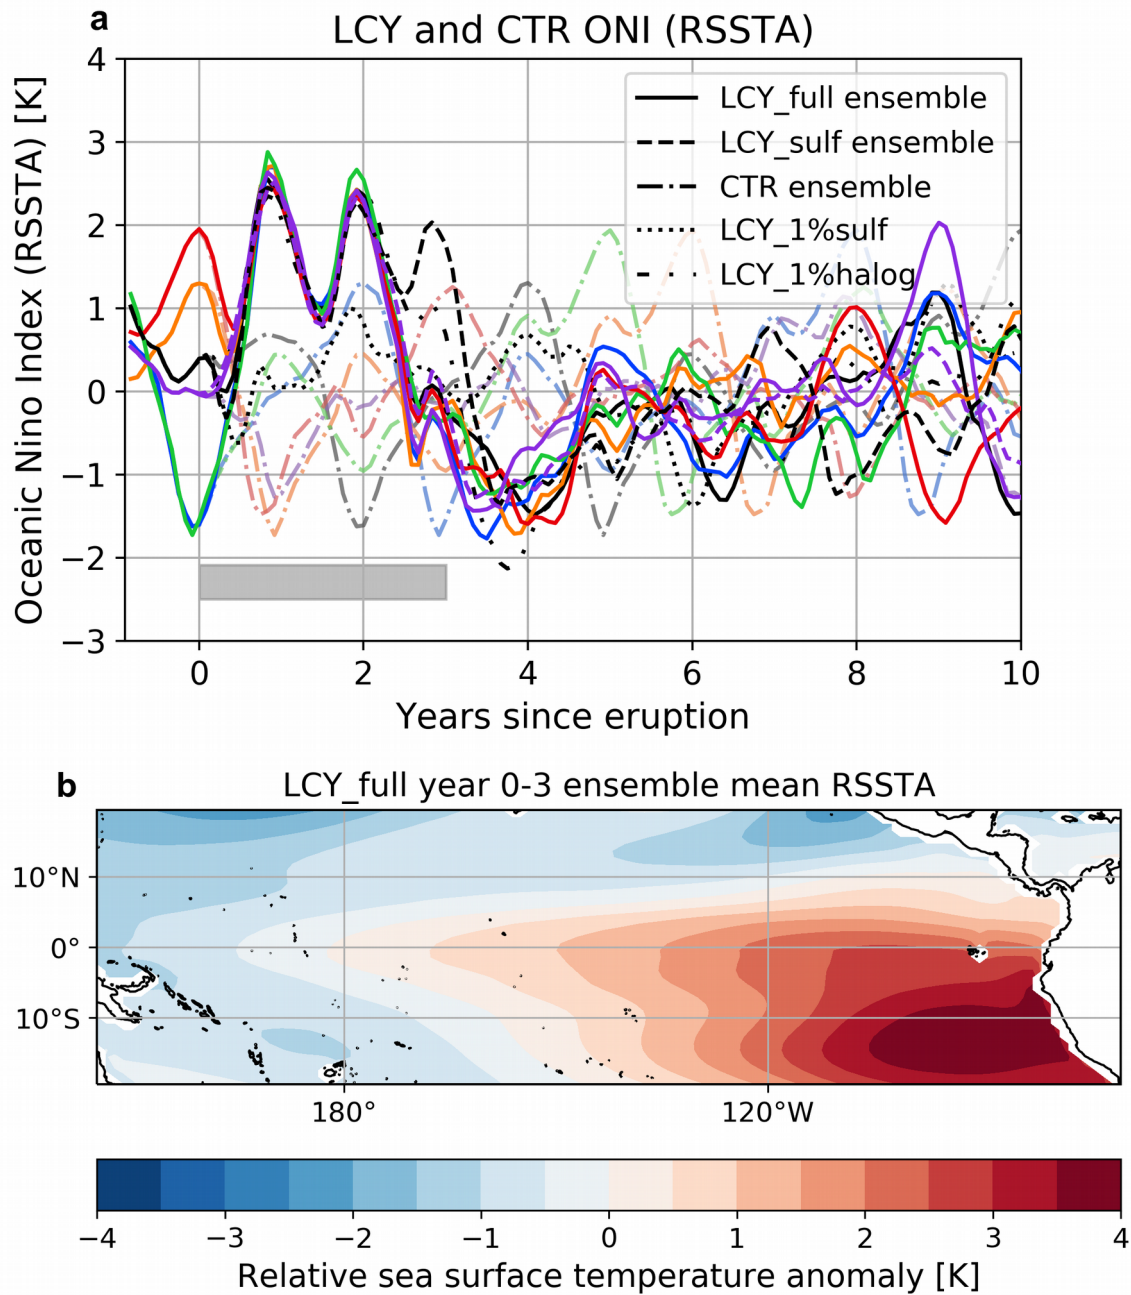 a
LCY and CTR ONI (RSSTA)
Oceanic Nino Index (RSSTA) [K]
4
3
2
1
0
−1
−2
−3
LCY_full ensemble
LCY_sulf ensemble
CTR ensemble
LCY_1%sulf
LCY_1%halog
0 2 4 6 8 10
Years since eruption
b
LCY_full year 0-3 ensemble mean RSSTA
10°N
0°
10°S
180° 120°W
−4 −3 −2 −1 0 1 2 3 4
Relative sea surface temperature anomaly [K]